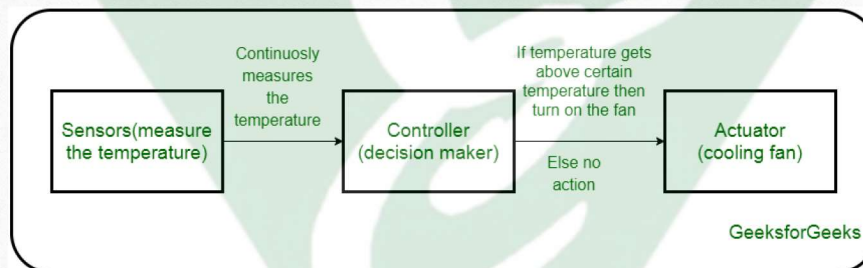 Continuosly
measures
the
temperature
If temperature gets
above certain
temperature then
turn on the fan
Sensors(measure
the temperature)
Controller
(decision maker)
Actuator
(cooling fan)
Else no
action
GeeksforGeeks